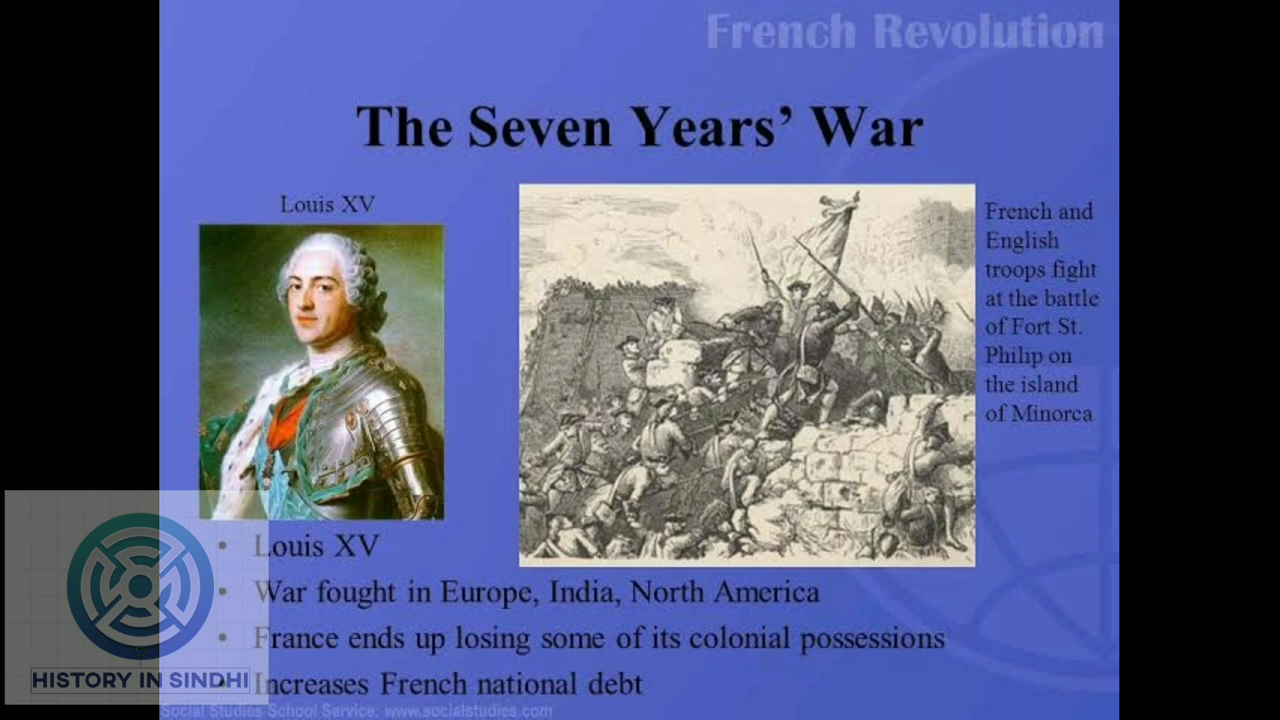 French Revolution
The Seven Years’ War
Louis XV
French and
English
troops fight
at the battle
of Fort St.
Philip on
the island
of Minorca
• Louis XV
• War fought in Europe, India, North America
• France ends up losing some of its colonial possessions
• Increases French national debt
HISTORY IN SINDHI
Social Studies School Service: www.socialstudies.com